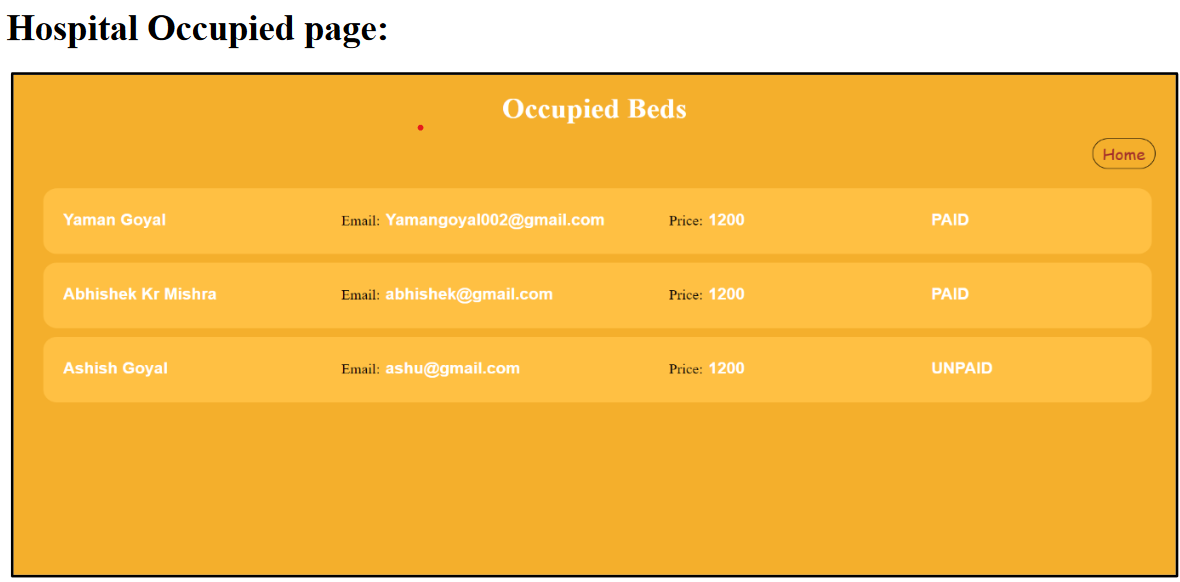 Hospital Occupied page:
Occupied Beds
Home
Yaman Goyal Email: Yamangoyal002@gmail.com Price: 1200 PAID
Abhishek Kr Mishra Email: abhishek@gmail.com Price: 1200 PAID
Ashish Goyal Email: ashu@gmail.com Price: 1200 UNPAID